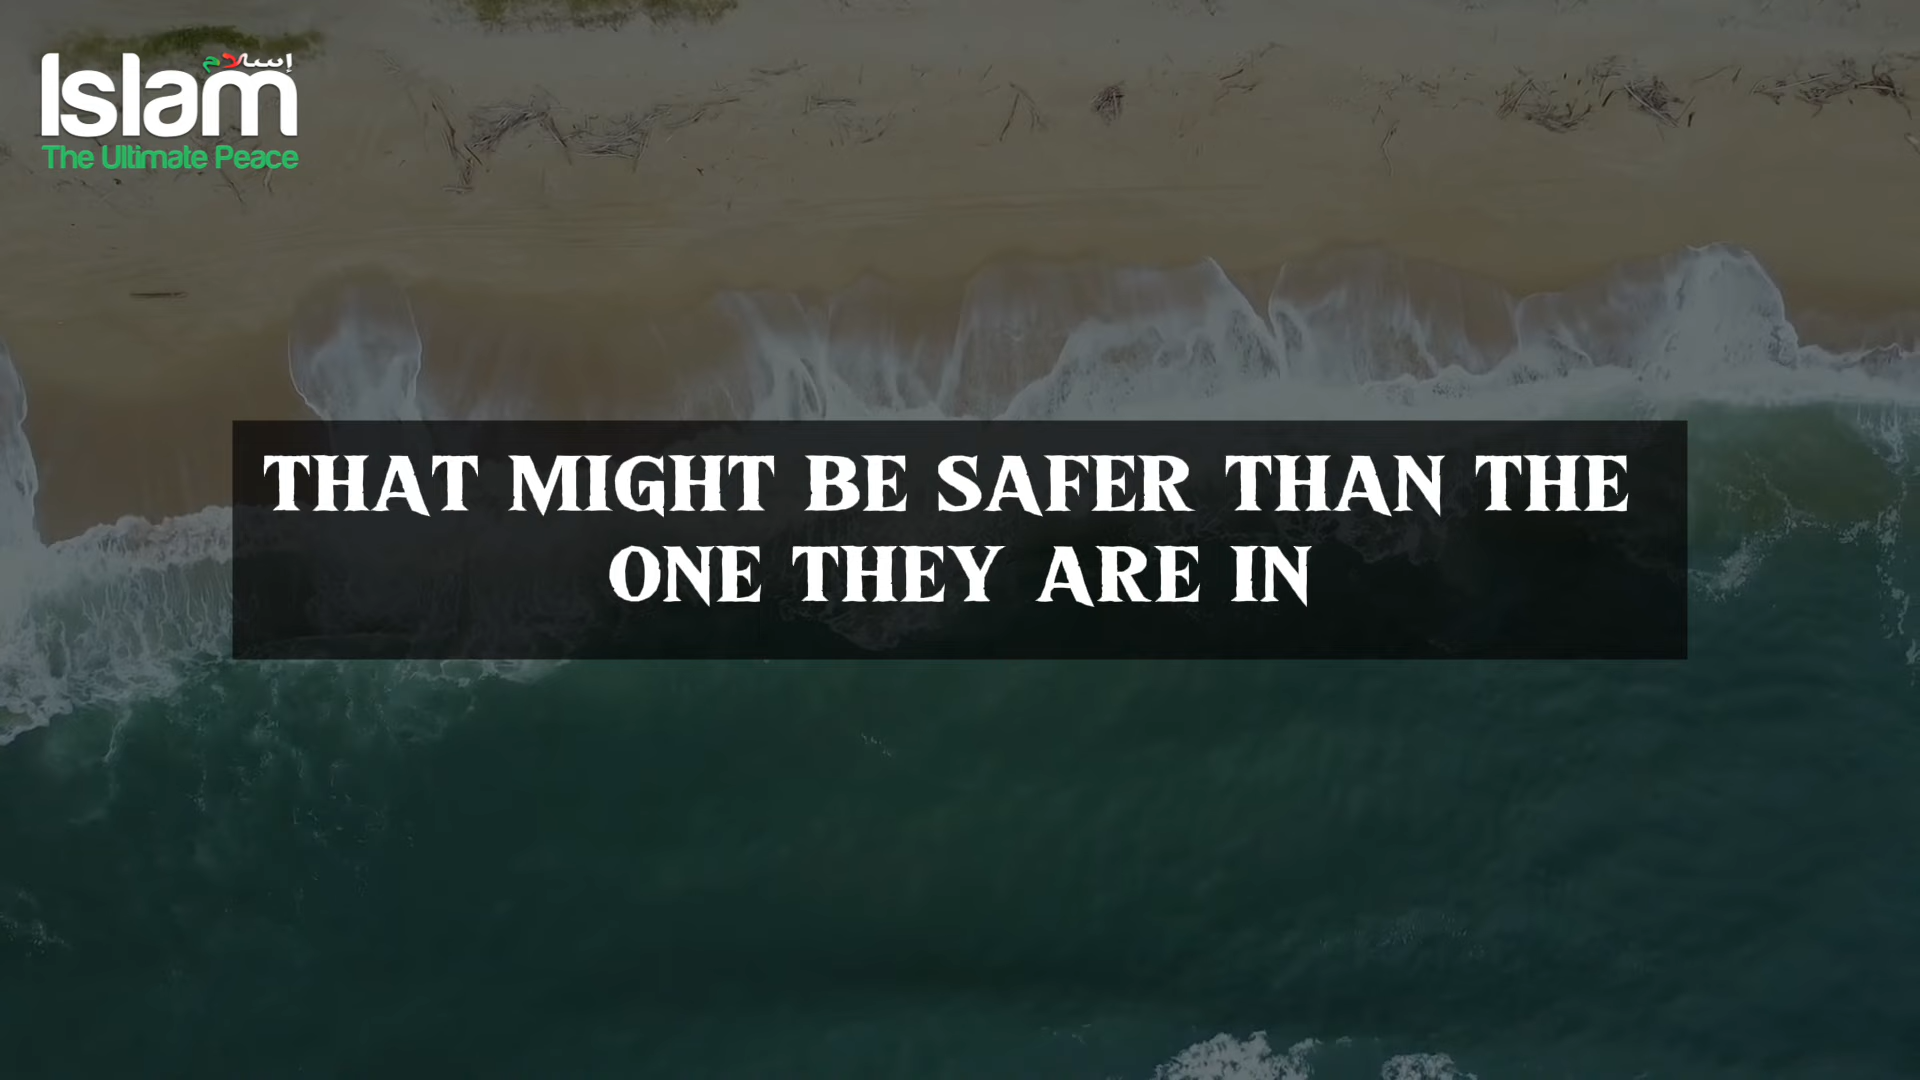 إسلام
Islam
The Ultimate Peace
THAT MIGHT BE SAFER THAN THE
ONE THEY ARE IN